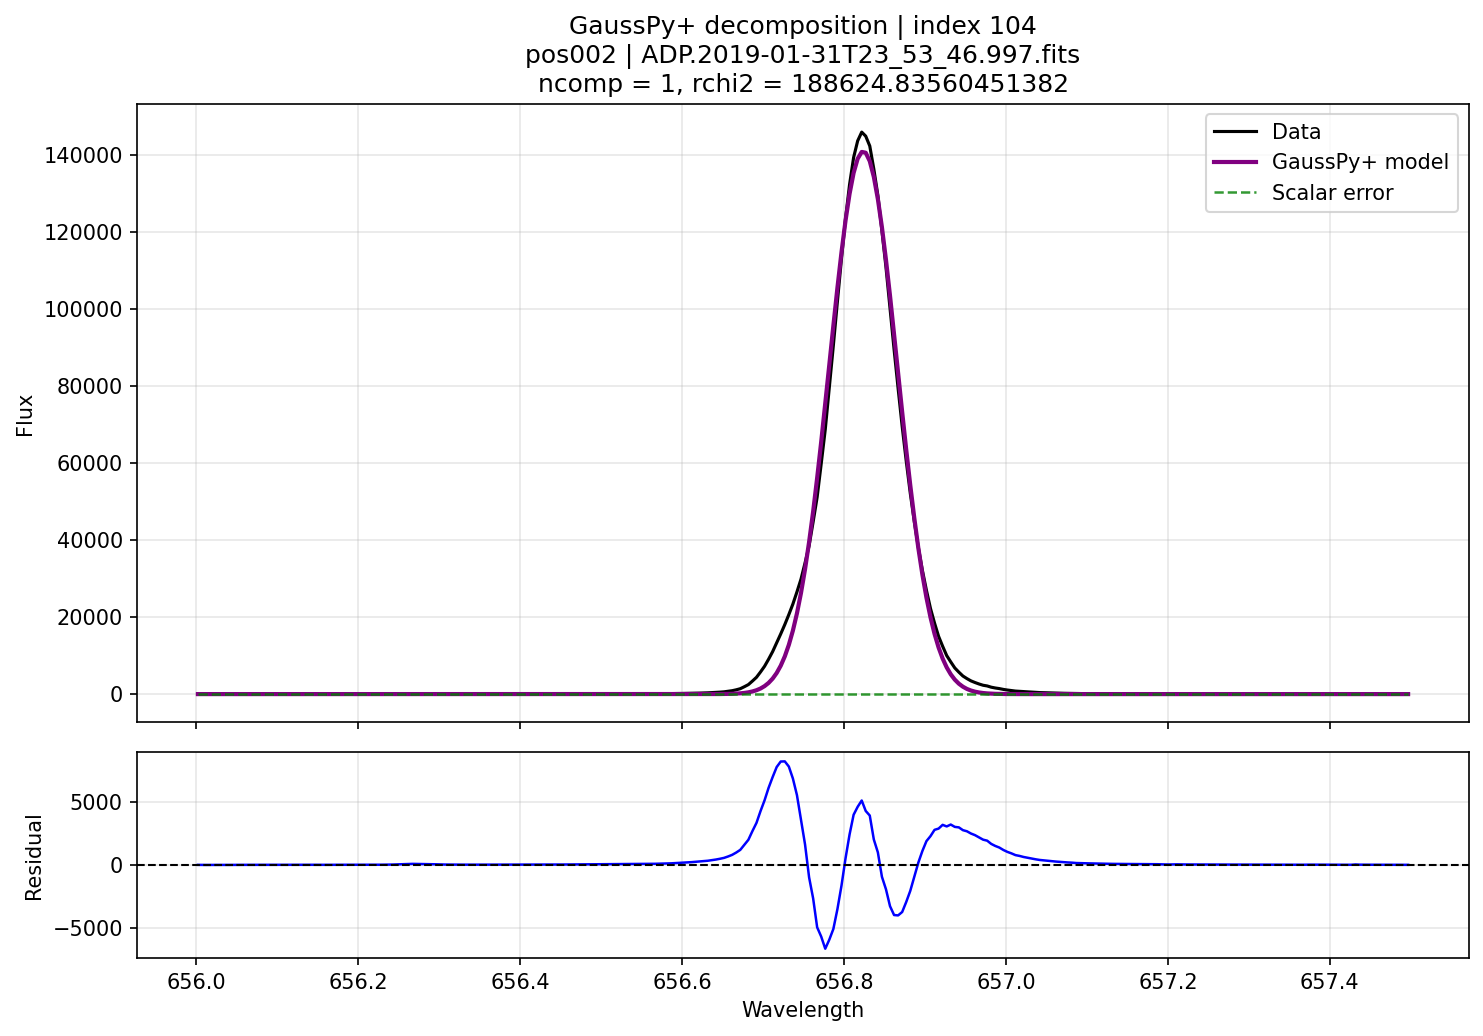 GaussPy+ decomposition | index 104
pos002 | ADP.2019-01-31T23_53_46.997.fits
ncomp = 1, rchi2 = 188624.83560451382
Data
GaussPy+ model
Scalar error
140000
120000
100000
80000
60000
40000
20000
0
Flux
5000
0
−5000
Residual
656.0
656.2
656.4
656.6
656.8
657.0
657.2
657.4
Wavelength